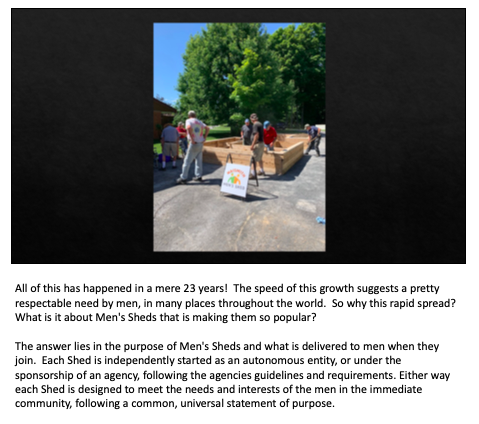 All of this has happened in a mere 23 years!  The speed of this growth suggests a pretty
respectable need by men, in many places throughout the world.  So why this rapid spread?
What is it about Men's Sheds that is making them so popular?
The answer lies in the purpose of Men's Sheds and what is delivered to men when they
join.  Each Shed is independently started as an autonomous entity, or under the
sponsorship of an agency, following the agencies guidelines and requirements. Either way
each Shed is designed to meet the needs and interests of the men in the immediate
community, following a common, universal statement of purpose.